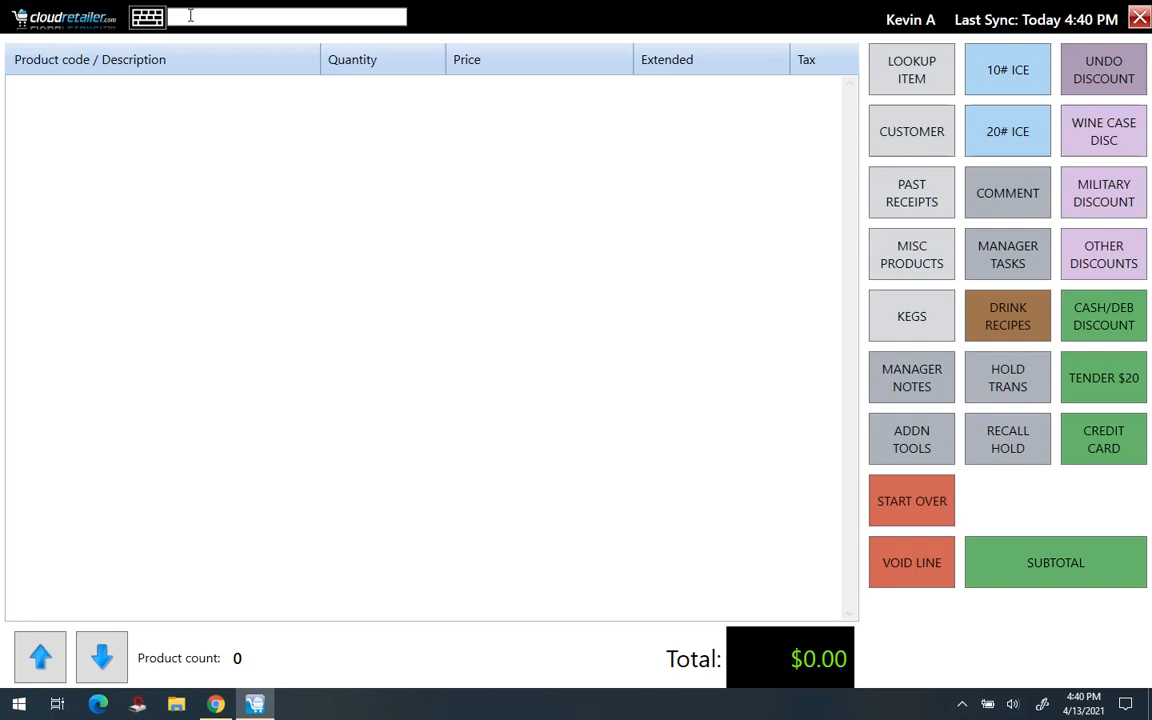 cloudretailer.com
Kevin A
Last Sync: Today 4:40 PM
Product code / Description
Quantity
Price
Extended
Tax
LOOKUP
ITEM
10# ICE
UNDO
DISCOUNT
CUSTOMER
20# ICE
WINE CASE
DISC
PAST
RECEIPTS
COMMENT
MILITARY
DISCOUNT
MISC
PRODUCTS
MANAGER
TASKS
OTHER
DISCOUNTS
KEGS
DRINK
RECIPES
CASH/DEB
DISCOUNT
MANAGER
NOTES
HOLD
TRANS
TENDER $20
ADDN
TOOLS
RECALL
HOLD
CREDIT
CARD
START OVER
VOID LINE
SUBTOTAL
Product count: 0
Total: $0.00
4:40 PM
4/13/2021